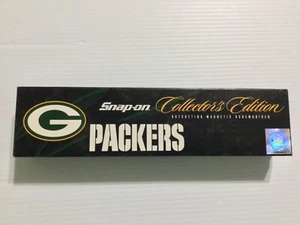 G
Snap-on Collector's Edition
RATCHETING MAGNETIC SCREWDRIVER
PACKERS